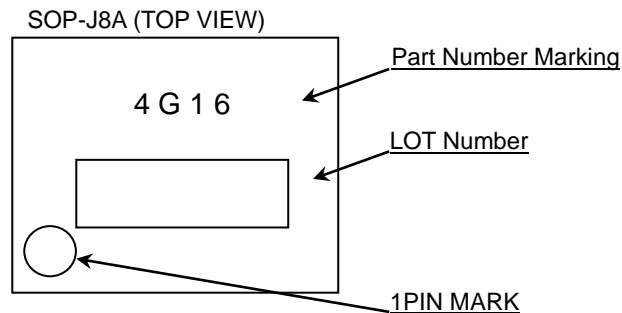 SOP-J8A (TOP VIEW)
Part Number Marking
4 G 1 6
LOT Number
1PIN MARK